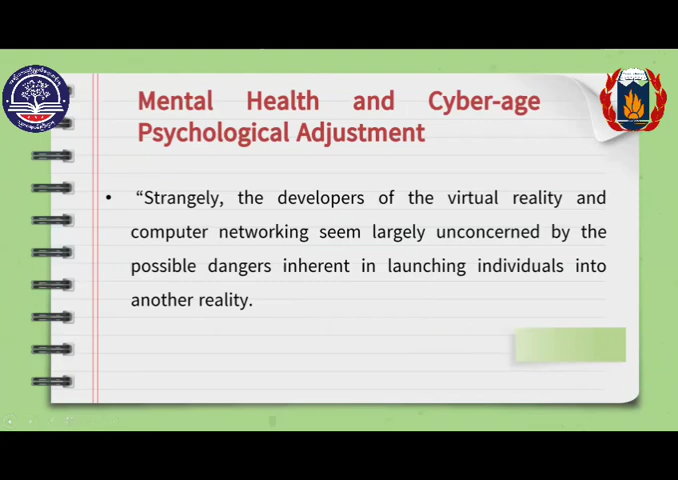 Mental Health and Cyber-age
Psychological Adjustment
• “Strangely, the developers of the virtual reality and
computer networking seem largely unconcerned by the
possible dangers inherent in launching individuals into
another reality.